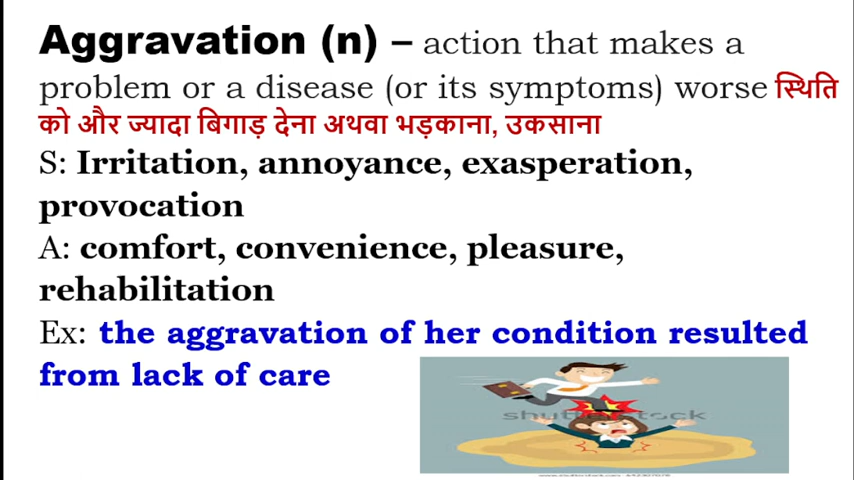 Aggravation (n) – action that makes a
problem or a disease (or its symptoms) worse स्थिति
को और ज्यादा बिगाड़ देना अथवा भड़काना, उकसाना
S: Irritation, annoyance, exasperation,
provocation
A: comfort, convenience, pleasure,
rehabilitation
Ex: the aggravation of her condition resulted
from lack of care
shutterstock